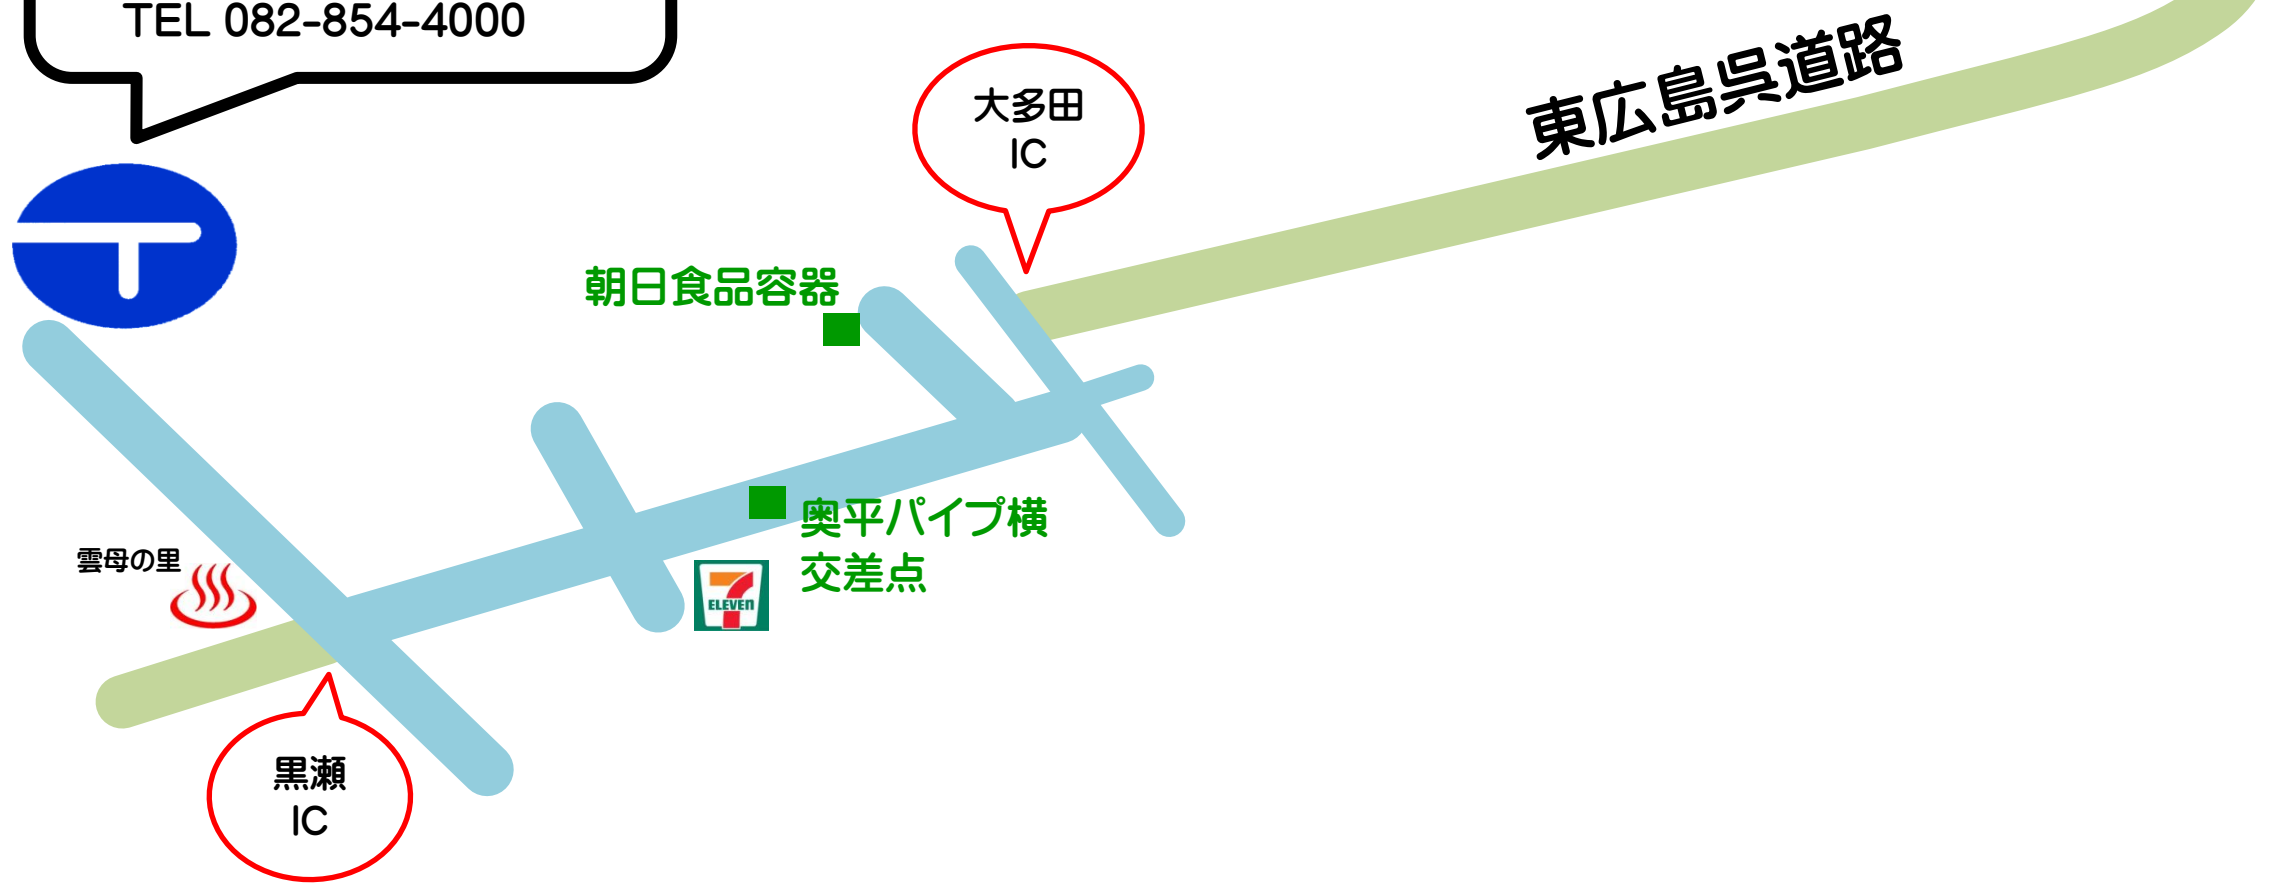 TEL 082-854-4000
東広島呉道路
大多田
IC
朝日食品容器
奥平パイプ横
交差点
雲母の里
7
ELEVEn
黒瀬
IC